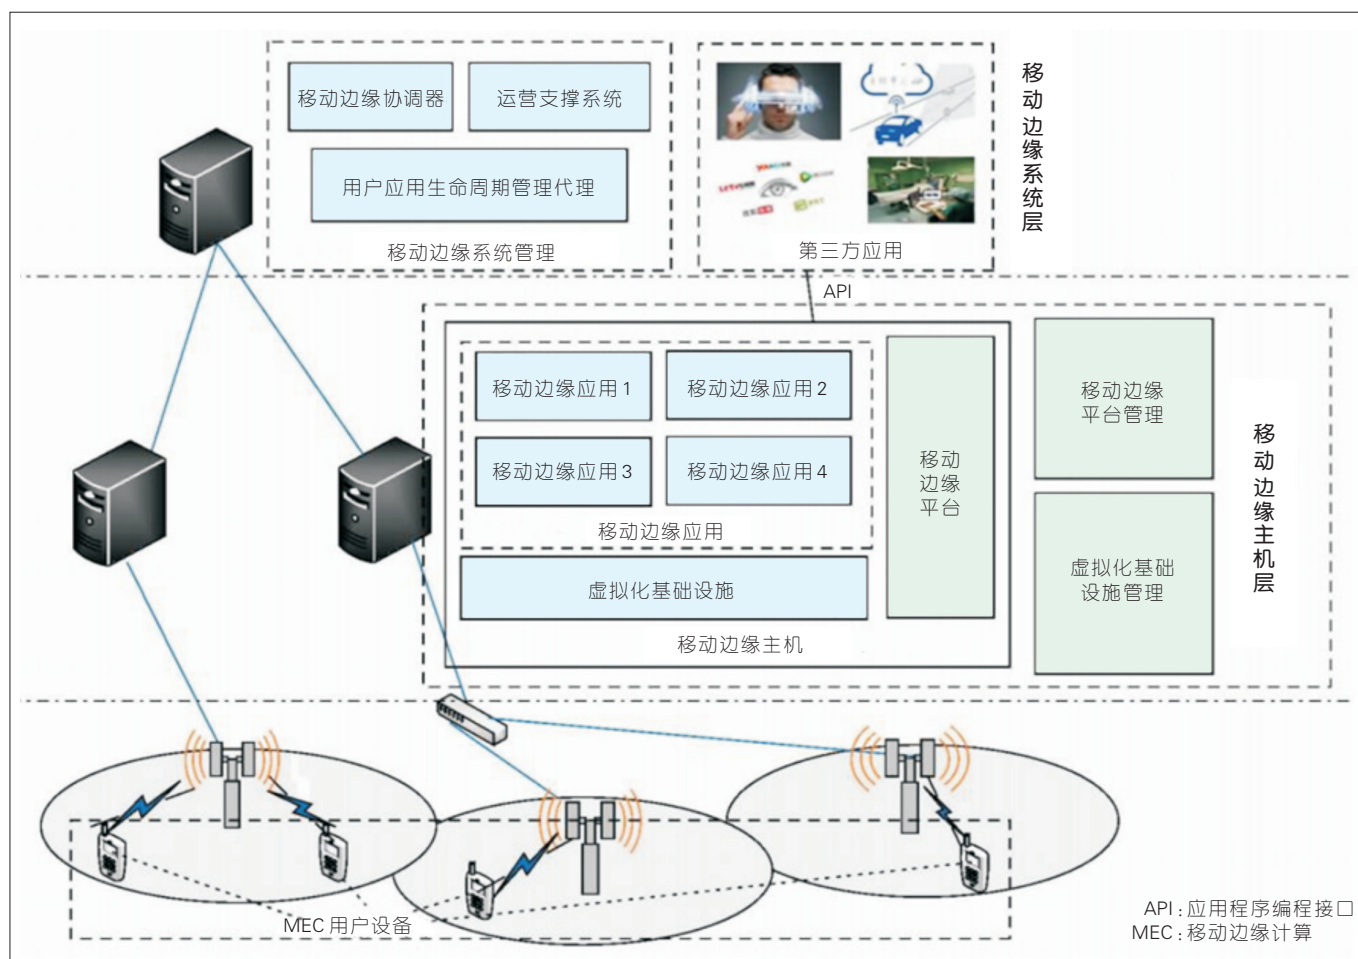 移动边缘协调器
运营支撑系统
用户应用生命周期管理代理
移动边缘系统管理
第三方应用
移动边缘系统层
API
移动边缘应用1
移动边缘应用2
移动边缘应用3
移动边缘应用4
移动边缘应用
虚拟化基础设施
移动边缘主机
移动
边缘
平台
移动边缘
平台管理
虚拟化基础
设施管理
移动边缘主机层
MEC用户设备
API:应用程序编程接口
MEC:移动边缘计算